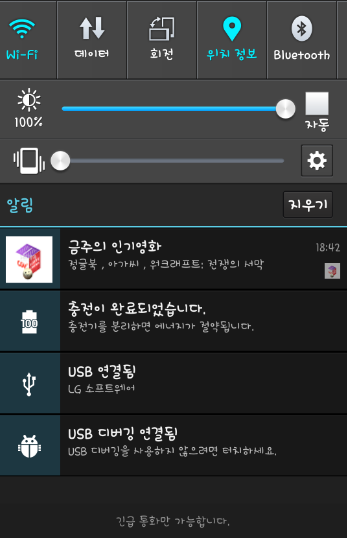 Wi-Fi
데이터
회전
위치 정보
Bluetooth
100%
자동
알림
지우기
금주의 인기영화
18:42
정글북 , 아가씨 , 워크래프트: 전쟁의 서막
100
충전이 완료되었습니다.
충전기를 분리하면 에너지가 절약됩니다.
USB 연결됨
LG 소프트웨어
USB 디버깅 연결됨
USB 디버깅을 사용하지 않으려면 터치하세요.
긴급 통화만 가능합니다.